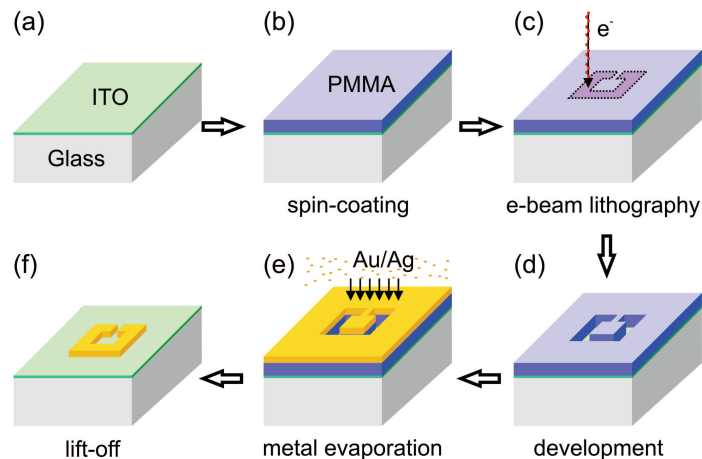 (a)
ITO
Glass
(b)
PMMA
spin-coating
(c)
e-
e-beam lithography
(d)
development
(e)
Au/Ag
metal evaporation
(f)
lift-off